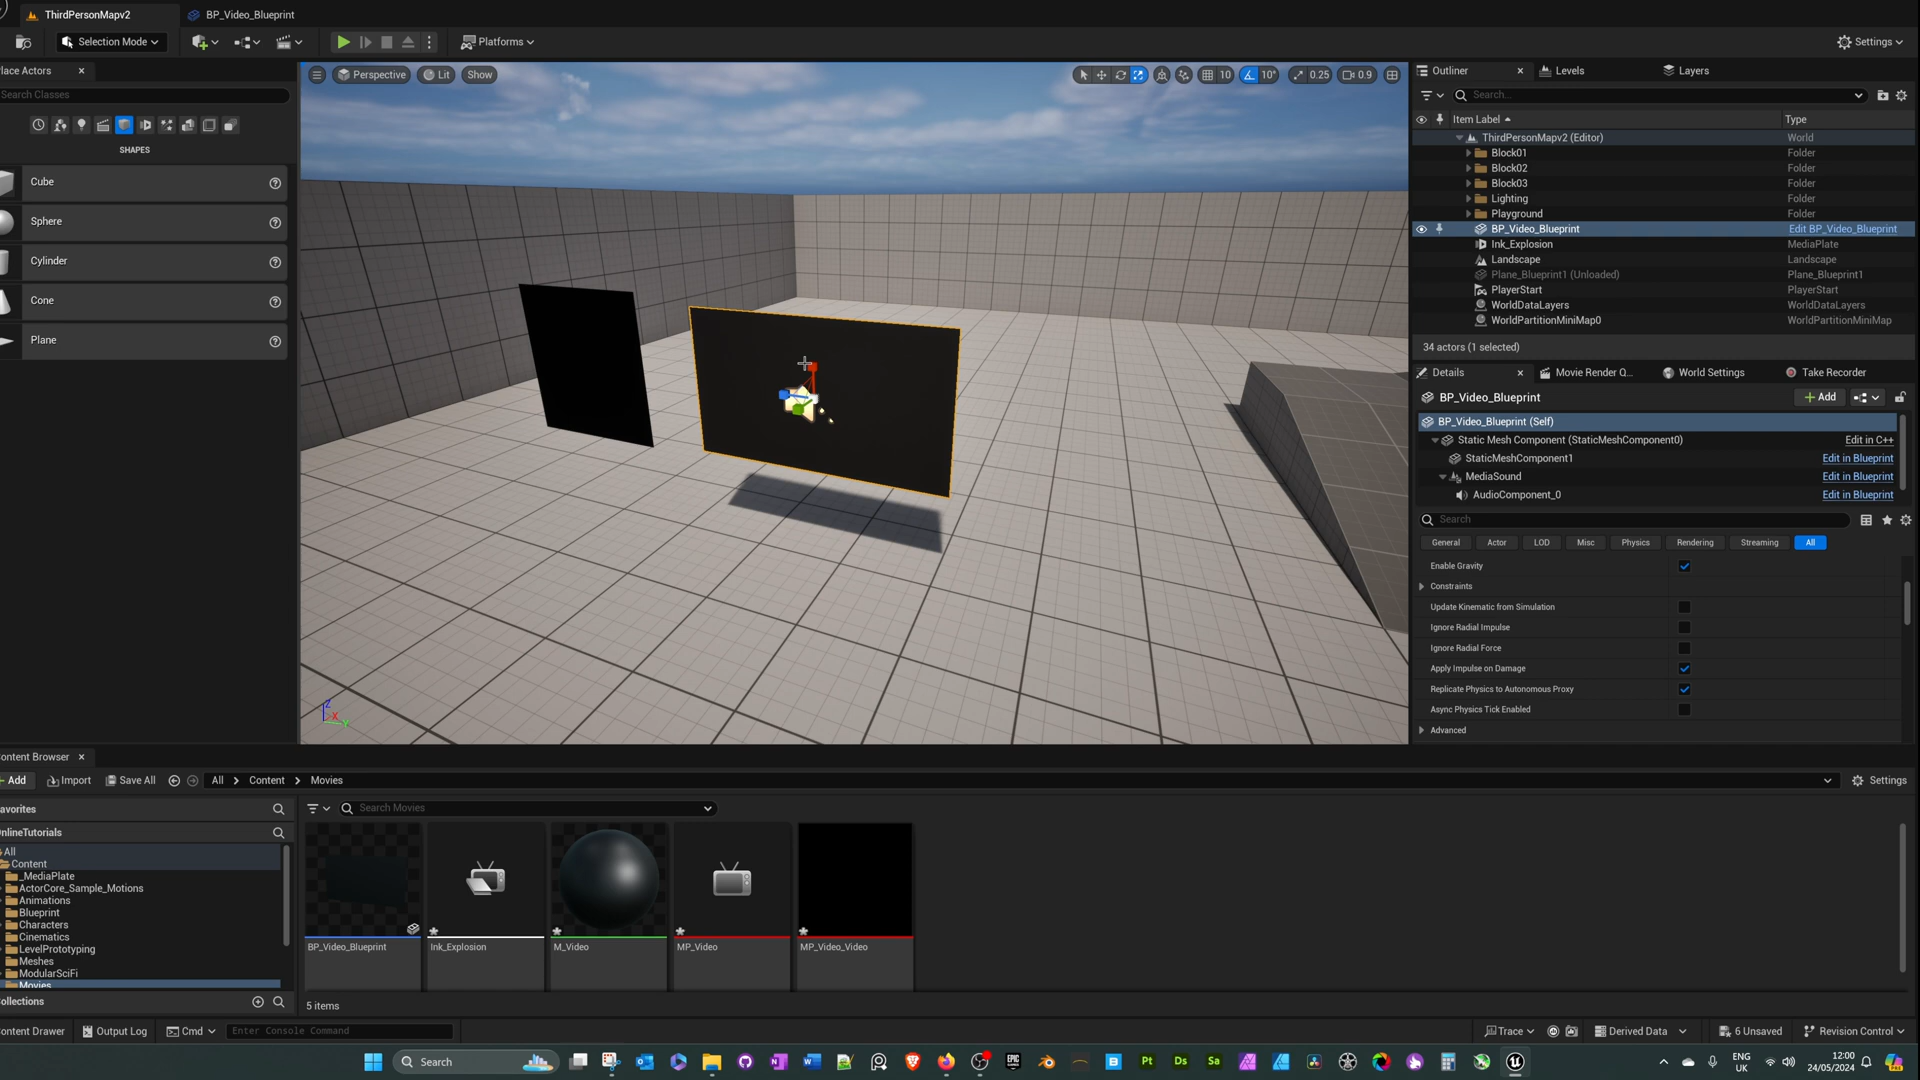 ThirdPersonMapv2
BP_Video_Blueprint
Selection Mode
Platforms
Settings
lace Actors
Search Classes
SHAPES
Cube
Sphere
Cylinder
Cone
Plane
Perspective
Lit
Show
10
10°
0.25
0.9
Outliner
Levels
Layers
Search...
Item Label
Type
ThirdPersonMapv2 (Editor)
World
Block01
Folder
Block02
Folder
Block03
Folder
Lighting
Folder
Playground
Folder
BP_Video_Blueprint
Edit BP_Video_Blueprint
Ink_Explosion
MediaPlate
Landscape
Landscape
Plane_Blueprint1 (Unloaded)
Plane_Blueprint1
PlayerStart
PlayerStart
WorldDataLayers
WorldDataLayers
WorldPartitionMiniMap0
WorldPartitionMiniMap
34 actors (1 selected)
Details
Movie Render Q...
World Settings
Take Recorder
BP_Video_Blueprint
Add
BP_Video_Blueprint (Self)
Static Mesh Component (StaticMeshComponent0)
Edit in C++
StaticMeshComponent1
Edit in Blueprint
MediaSound
Edit in Blueprint
AudioComponent_0
Edit in Blueprint
Search
General
Actor
LOD
Misc
Physics
Rendering
Streaming
All
Enable Gravity
Constraints
Update Kinematic from Simulation
Ignore Radial Impulse
Ignore Radial Force
Apply Impulse on Damage
Replicate Physics to Autonomous Proxy
Async Physics Tick Enabled
Advanced
Z
X
Y
ontent Browser
Add
Import
Save All
All
Content
Movies
Settings
avorites
nlineTutorials
All
Content
_MediaPlate
ActorCore_Sample_Motions
Animations
Blueprint
Characters
Cinematics
LevelPrototyping
Meshes
ModularSciFi
Movies
ollections
Search Movies
BP_Video_Blueprint
Ink_Explosion
M_Video
MP_Video
MP_Video_Video
5 items
ontent Drawer
Output Log
Cmd
Enter Console Command
Trace
Derived Data
6 Unsaved
Revision Control
Search
EPIC
Pt
Ds
Sa
ENG
UK
12:00
24/05/2024